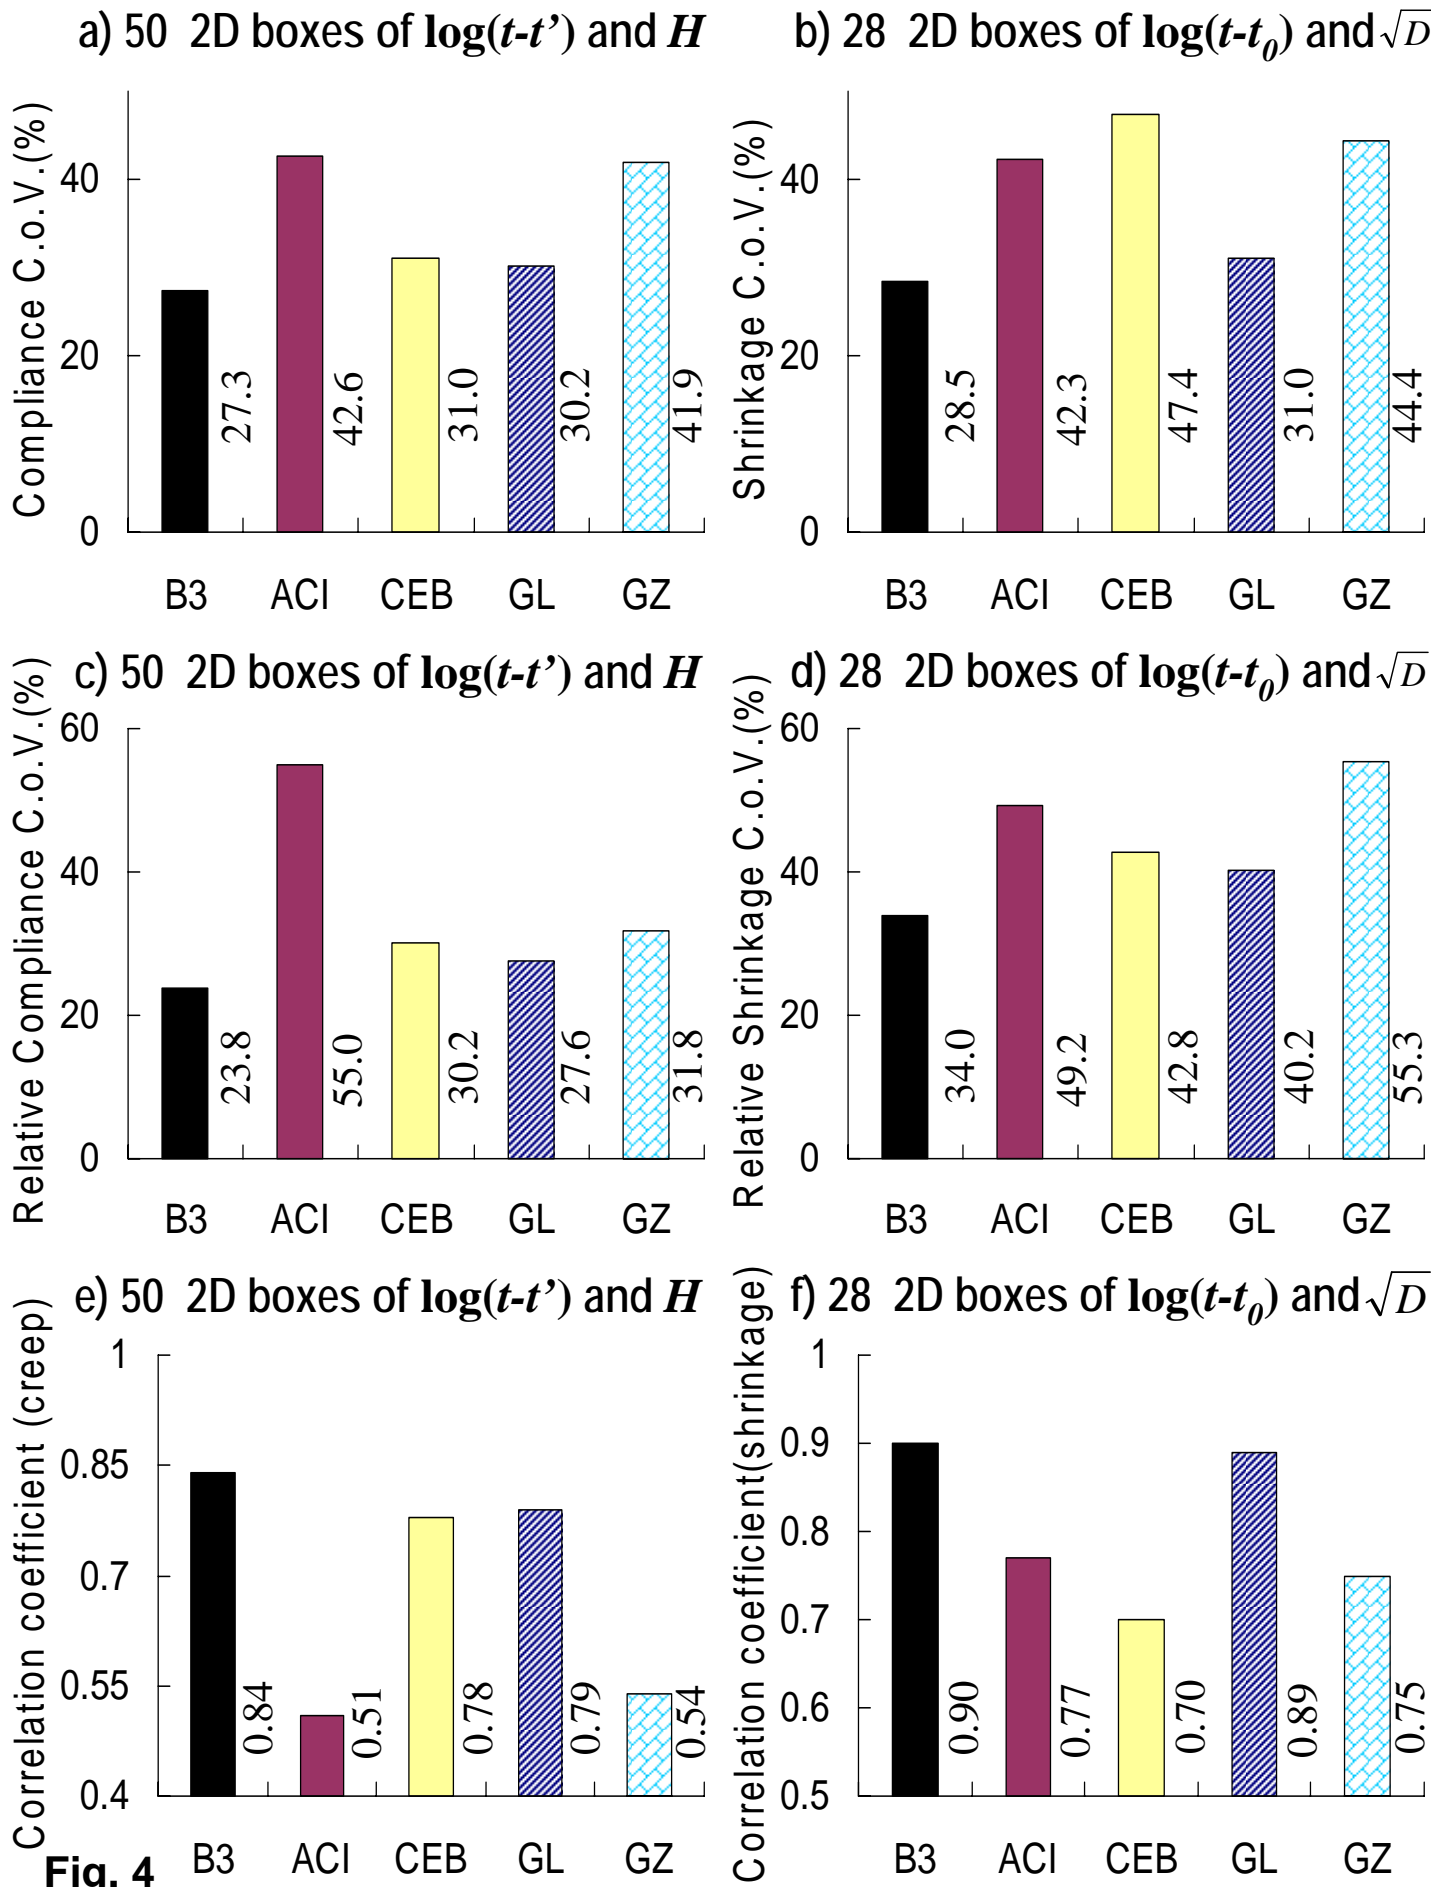 a) 50 2D boxes of log(t-t’) and H
Compliance C.o.V.(%)
40
20
0
27.3
42.6
31.0
30.2
41.9
B3 ACI CEB GL GZ
b) 28 2D boxes of log(t-t₀) and √D
Shrinkage C.o.V.(%)
40
20
0
28.5
42.3
47.4
31.0
44.4
B3 ACI CEB GL GZ
c) 50 2D boxes of log(t-t’) and H
Relative Compliance C.o.V.(%)
60
40
20
0
23.8
55.0
30.2
27.6
31.8
B3 ACI CEB GL GZ
d) 28 2D boxes of log(t-t₀) and √D
Relative Shrinkage C.o.V.(%)
60
40
20
0
34.0
49.2
42.8
40.2
55.3
B3 ACI CEB GL GZ
e) 50 2D boxes of log(t-t’) and H
Correlation coefficient (creep)
1
0.85
0.7
0.55
0.4
0.84
0.51
0.78
0.79
0.54
B3 ACI CEB GL GZ
f) 28 2D boxes of log(t-t₀) and √D
Correlation coefficient(shrinkage)
1
0.9
0.8
0.7
0.6
0.5
0.90
0.77
0.70
0.89
0.75
B3 ACI CEB GL GZ
Fig. 4